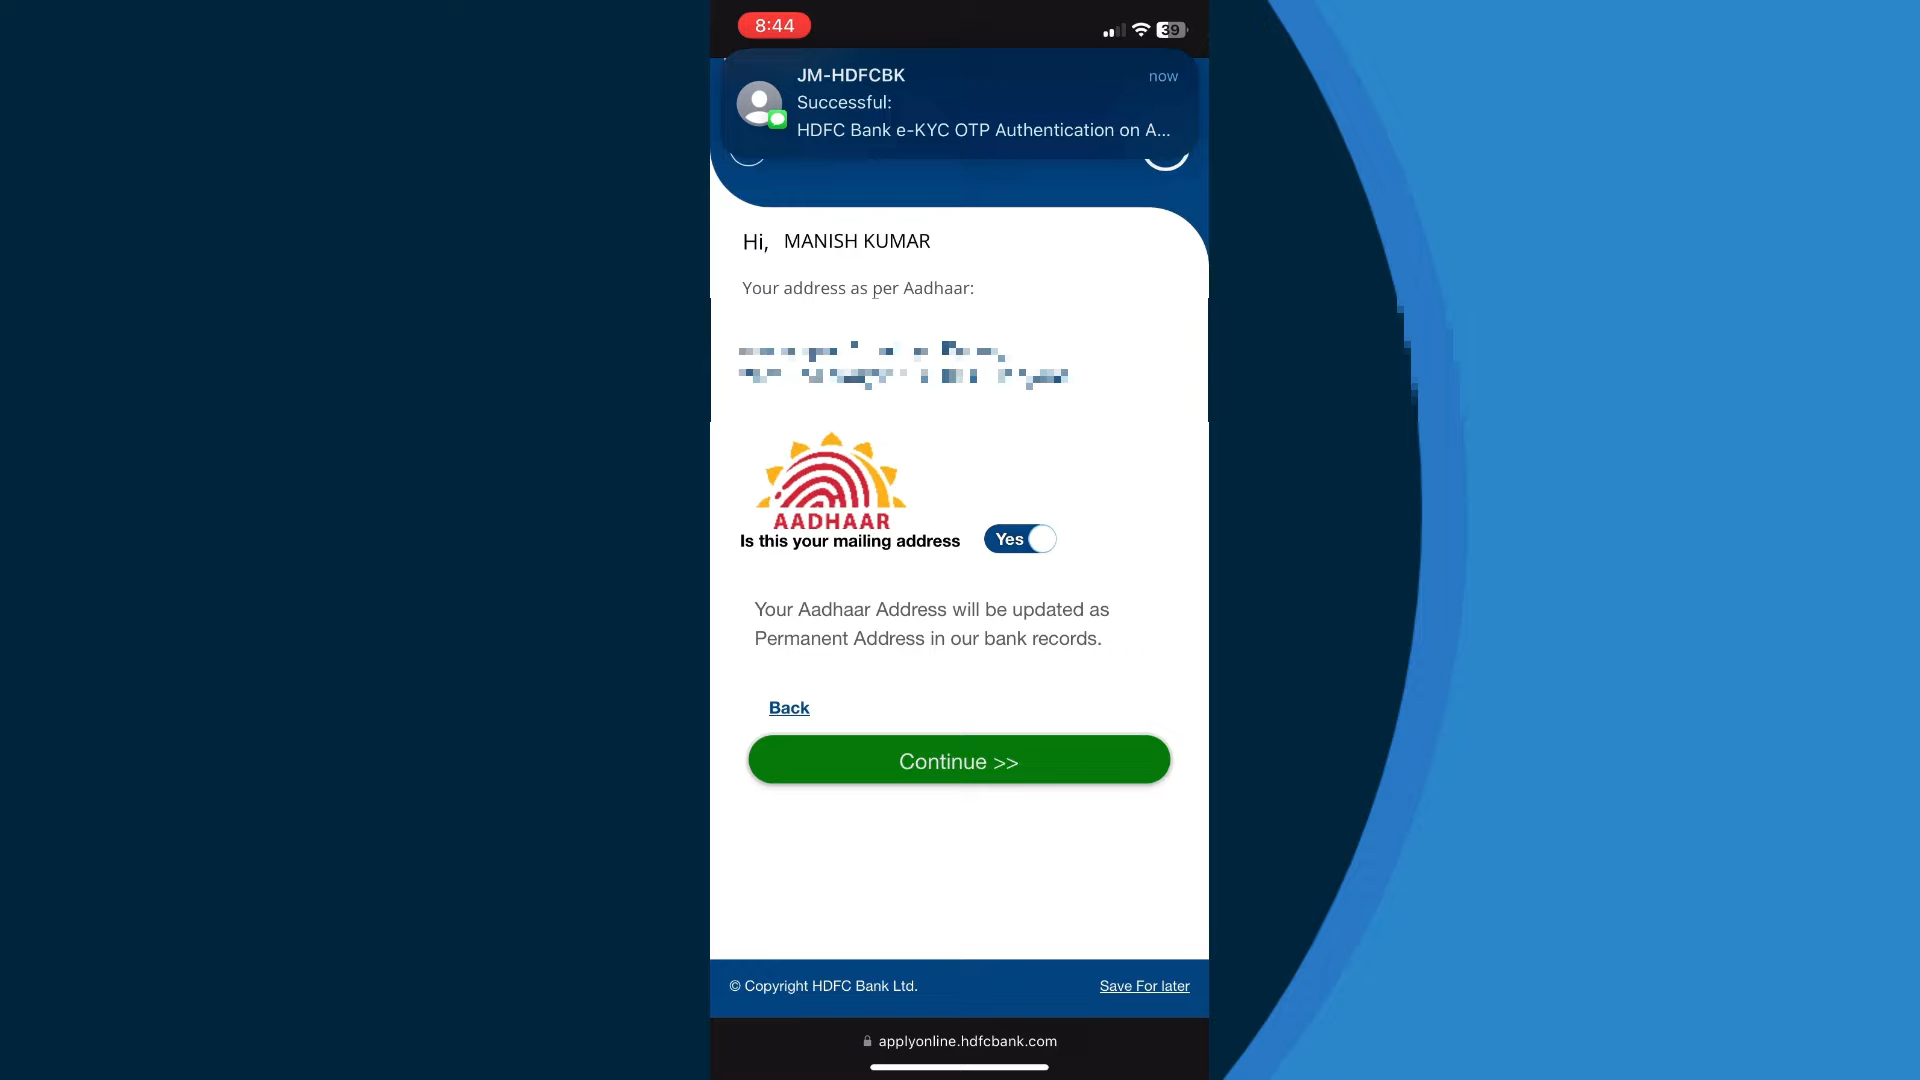 8:44
39
JM-HDFCBK
now
Successful:
HDFC Bank e-KYC OTP Authentication on A...
Hi, MANISH KUMAR
Your address as per Aadhaar:
AADHAAR
Is this your mailing address
Yes
Your Aadhaar Address will be updated as
Permanent Address in our bank records.
Back
Continue >>
© Copyright HDFC Bank Ltd.
Save For later
applyonline.hdfcbank.com